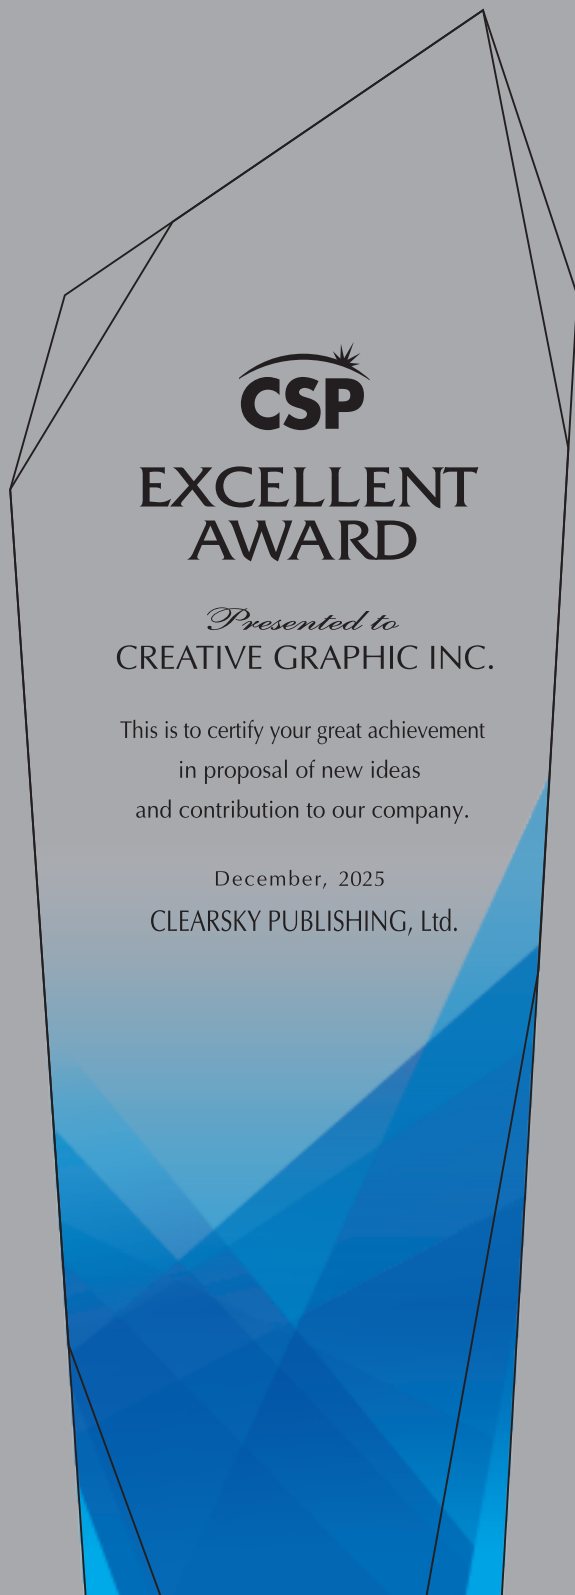 CSP
EXCELLENT
AWARD
Presented to
CREATIVE GRAPHIC INC.
This is to certify your great achievement
in proposal of new ideas
and contribution to our company.
December, 2025
CLEARSKY PUBLISHING, Ltd.